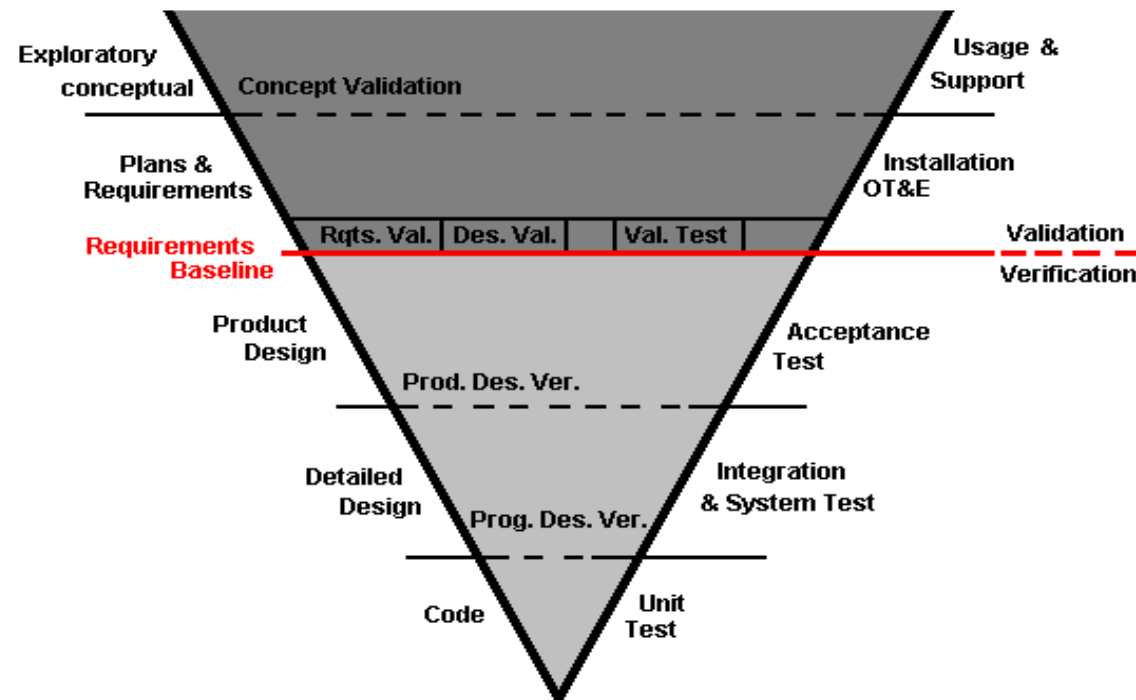 Exploratory
conceptual
Concept Validation
Usage &
Support
Plans &
Requirements
Installation
OT&E
Rqts. Val.
Des. Val.
Val. Test
Requirements
Baseline
Validation
Verification
Product
Design
Acceptance
Test
Prod. Des. Ver.
Detailed
Design
Integration
& System Test
Prog. Des. Ver.
Code
Unit
Test